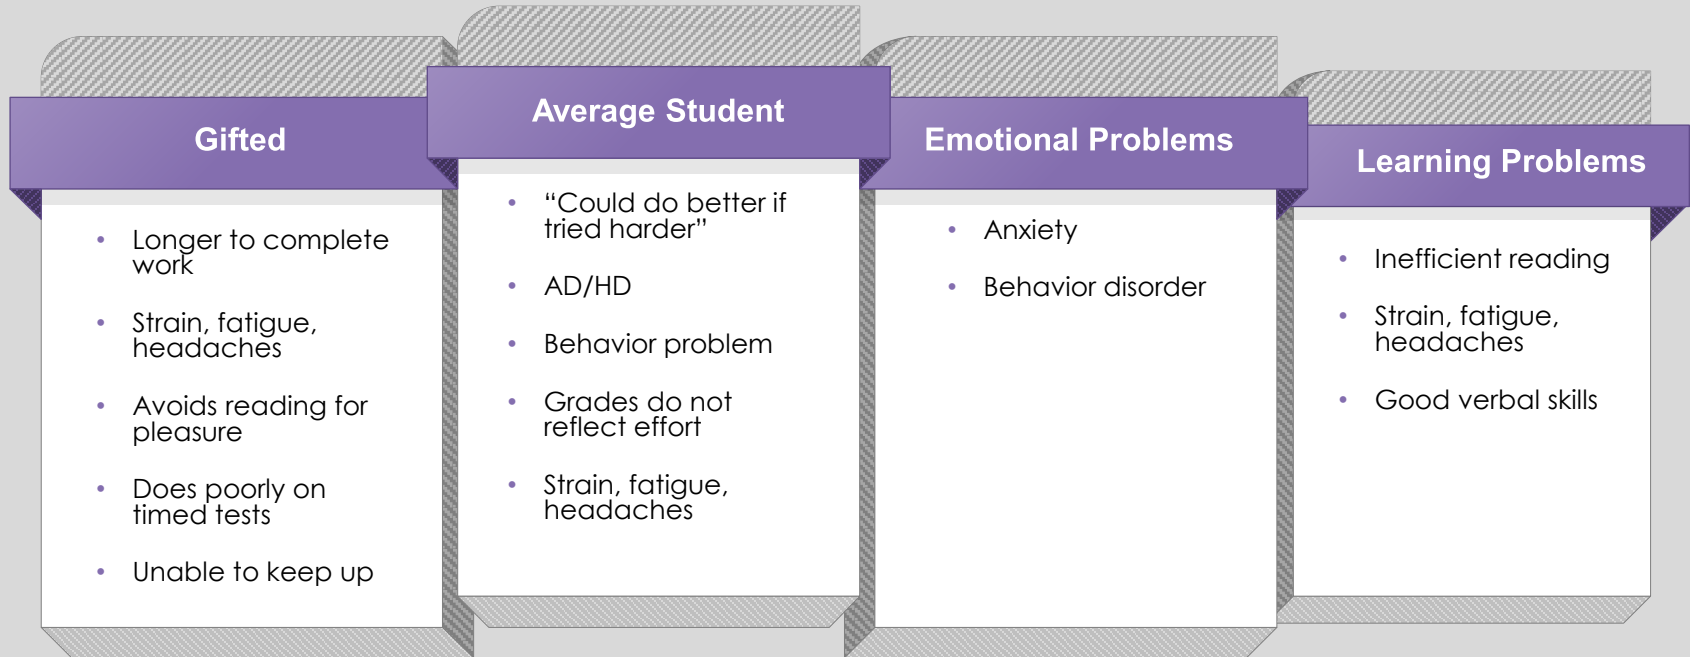 Gifted
• Longer to complete
work
• Strain, fatigue,
headaches
• Avoids reading for
pleasure
• Does poorly on
timed tests
• Unable to keep up
Average Student
• “Could do better if
tried harder”
• AD/HD
• Behavior problem
• Grades do not
reflect effort
• Strain, fatigue,
headaches
Emotional Problems
• Anxiety
• Behavior disorder
Learning Problems
• Inefficient reading
• Strain, fatigue,
headaches
• Good verbal skills